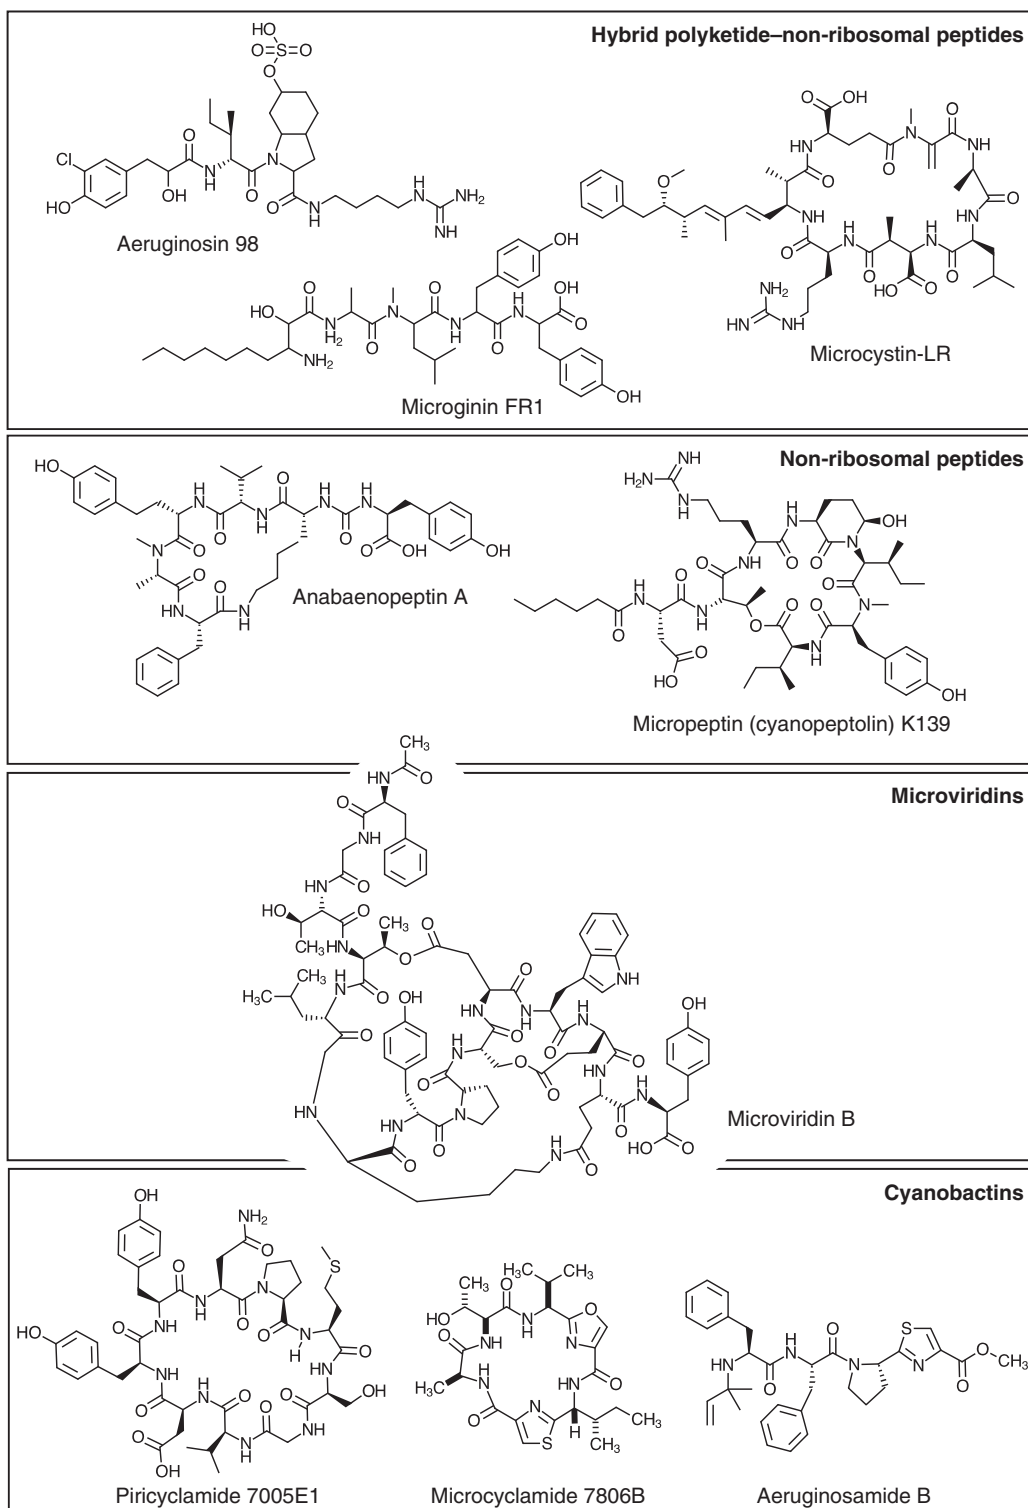 Hybrid polyketide–non-ribosomal peptides
Aeruginosin 98
Microcystin-LR
Microginin FR1
Non-ribosomal peptides
Anabaenopeptin A
Micropeptin (cyanopeptolin) K139
Microviridins
Microviridin B
Cyanobactins
Piricyclamide 7005E1
Microcyclamide 7806B
Aeruginosamide B